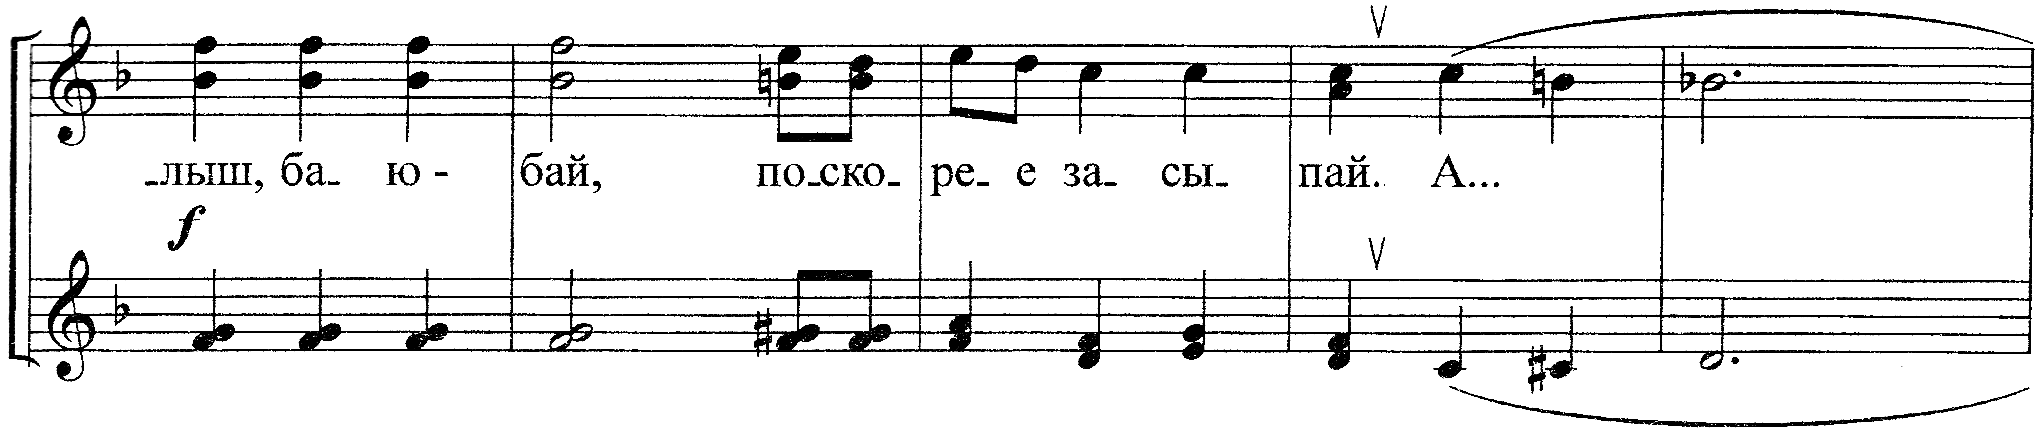 -лыш, ба- ю - бай, по-ско- ре- е за- сы- пай. А...
f